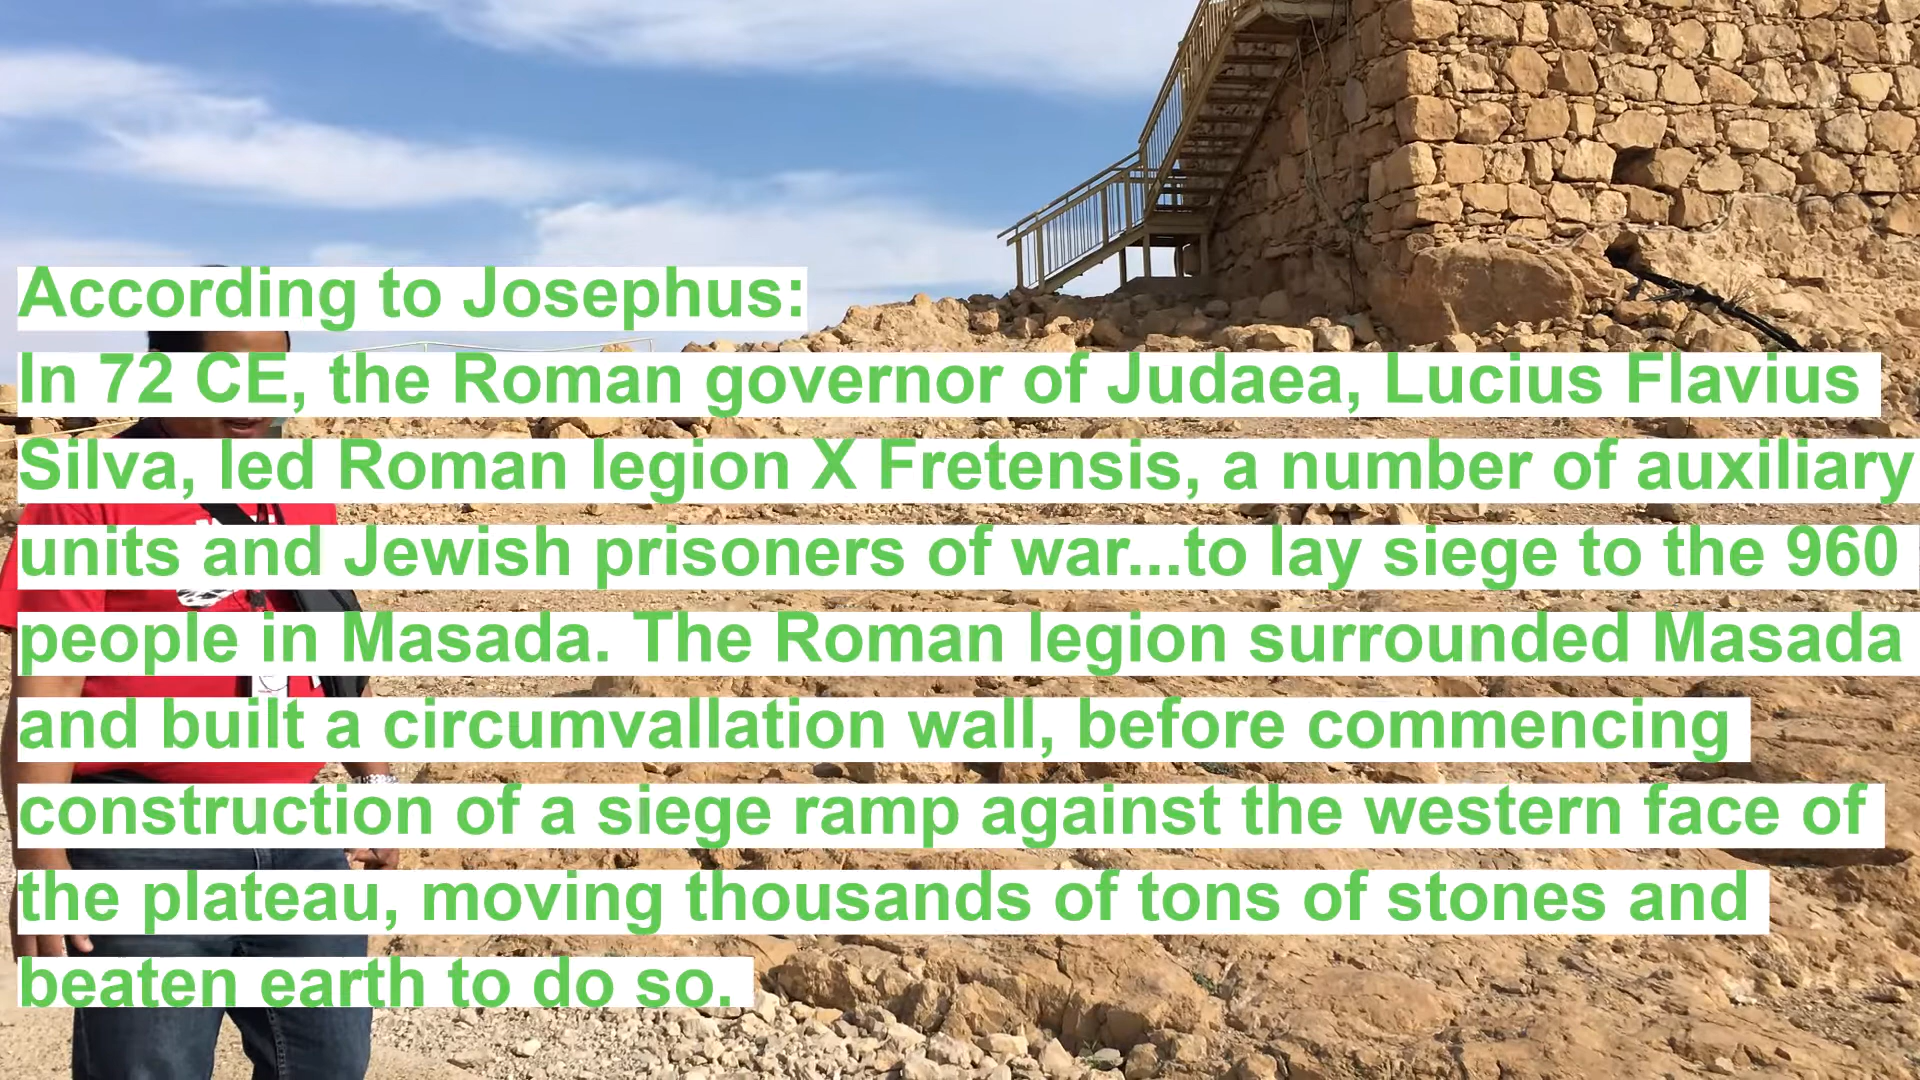 According to Josephus:
In 72 CE, the Roman governor of Judaea, Lucius Flavius
Silva, led Roman legion X Fretensis, a number of auxiliary
units and Jewish prisoners of war...to lay siege to the 960
people in Masada. The Roman legion surrounded Masada
and built a circumvallation wall, before commencing
construction of a siege ramp against the western face of
the plateau, moving thousands of tons of stones and
beaten earth to do so.